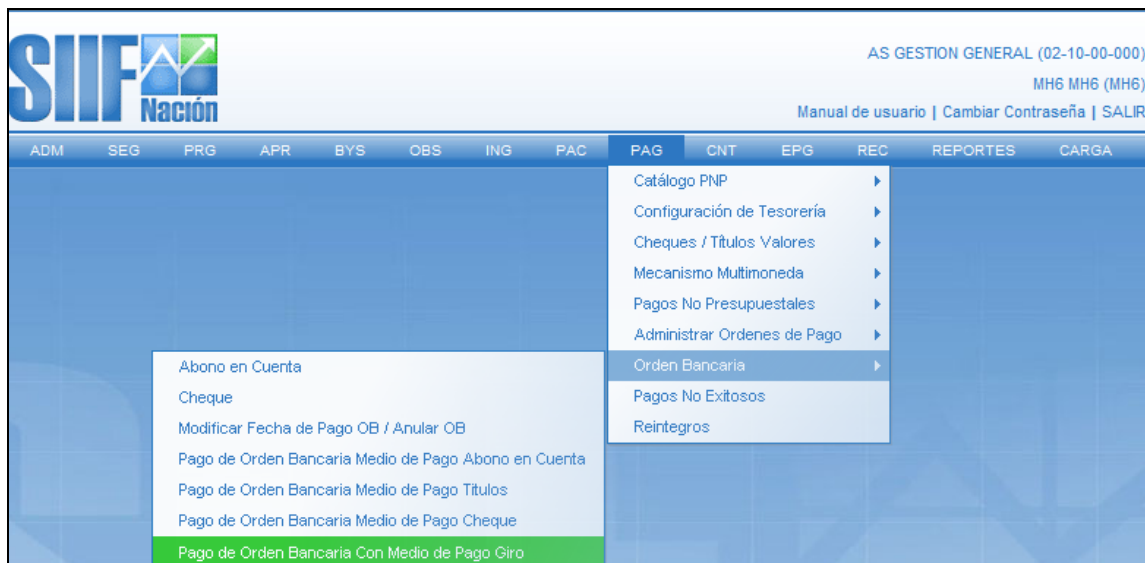 SIIF
Nación
AS GESTION GENERAL (02-10-00-000)
MH6 MH6 (MH6)
Manual de usuario | Cambiar Contraseña | SALIR
ADM SEG PRG APR BYS OBS ING PAC PAG CNT EPG REC REPORTES CARGA
Catálogo PNP
Configuración de Tesorería
Cheques / Títulos Valores
Mecanismo Multimoneda
Pagos No Presupuestales
Administrar Ordenes de Pago
Orden Bancaria
Pagos No Exitosos
Reintegros
Abono en Cuenta
Cheque
Modificar Fecha de Pago OB / Anular OB
Pago de Orden Bancaria Medio de Pago Abono en Cuenta
Pago de Orden Bancaria Medio de Pago Titulos
Pago de Orden Bancaria Medio de Pago Cheque
Pago de Orden Bancaria Con Medio de Pago Giro